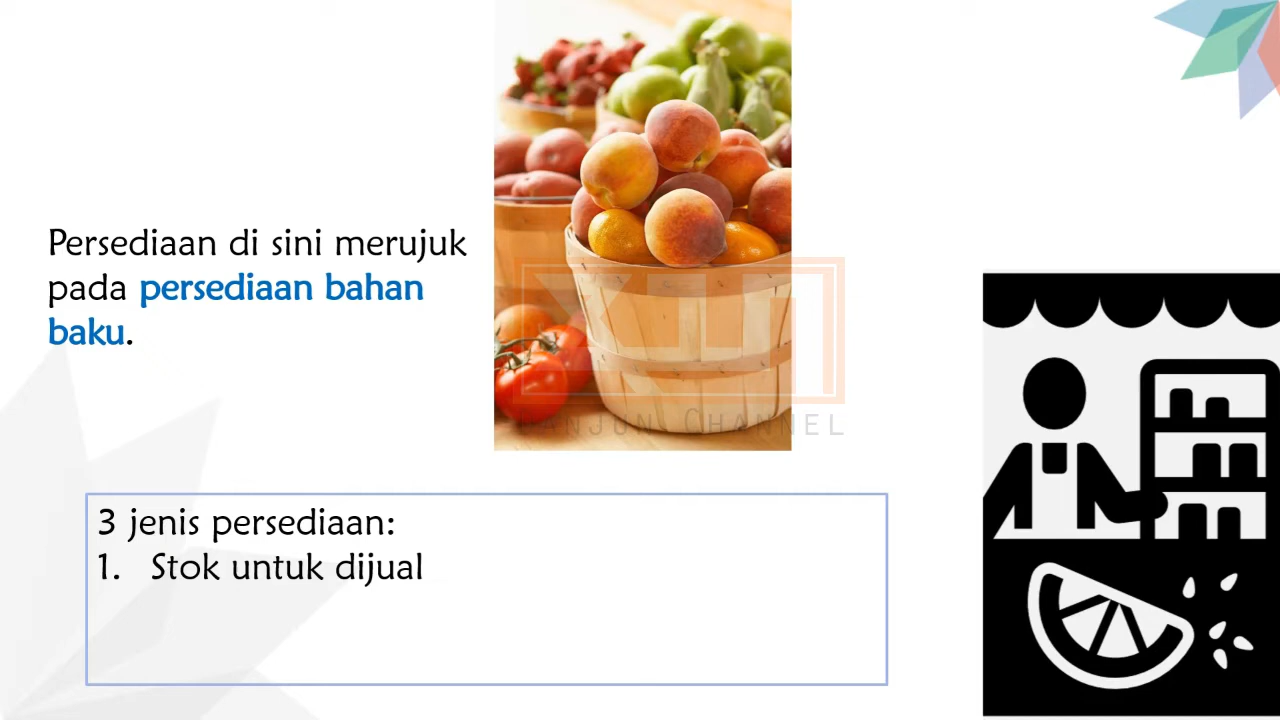 Persediaan di sini merujuk
pada persediaan bahan
baku.
3 jenis persediaan:
1. Stok untuk dijual